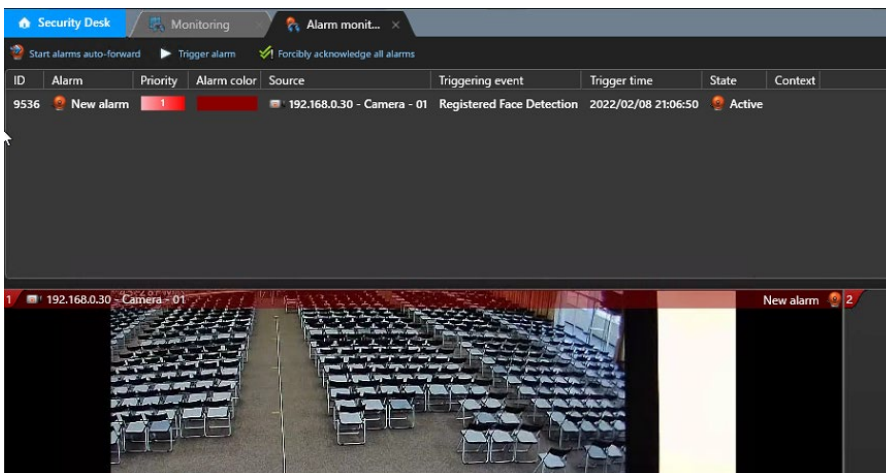 Security Desk
Monitoring
Alarm monit...
Start alarms auto-forward Trigger alarm Forcibly acknowledge all alarms
ID Alarm Priority Alarm color Source Triggering event Trigger time State Context
9536 New alarm 1 192.168.0.30 - Camera - 01 Registered Face Detection 2022/02/08 21:06:50 Active
1 192.168.0.30 - Camera - 01 New alarm 2